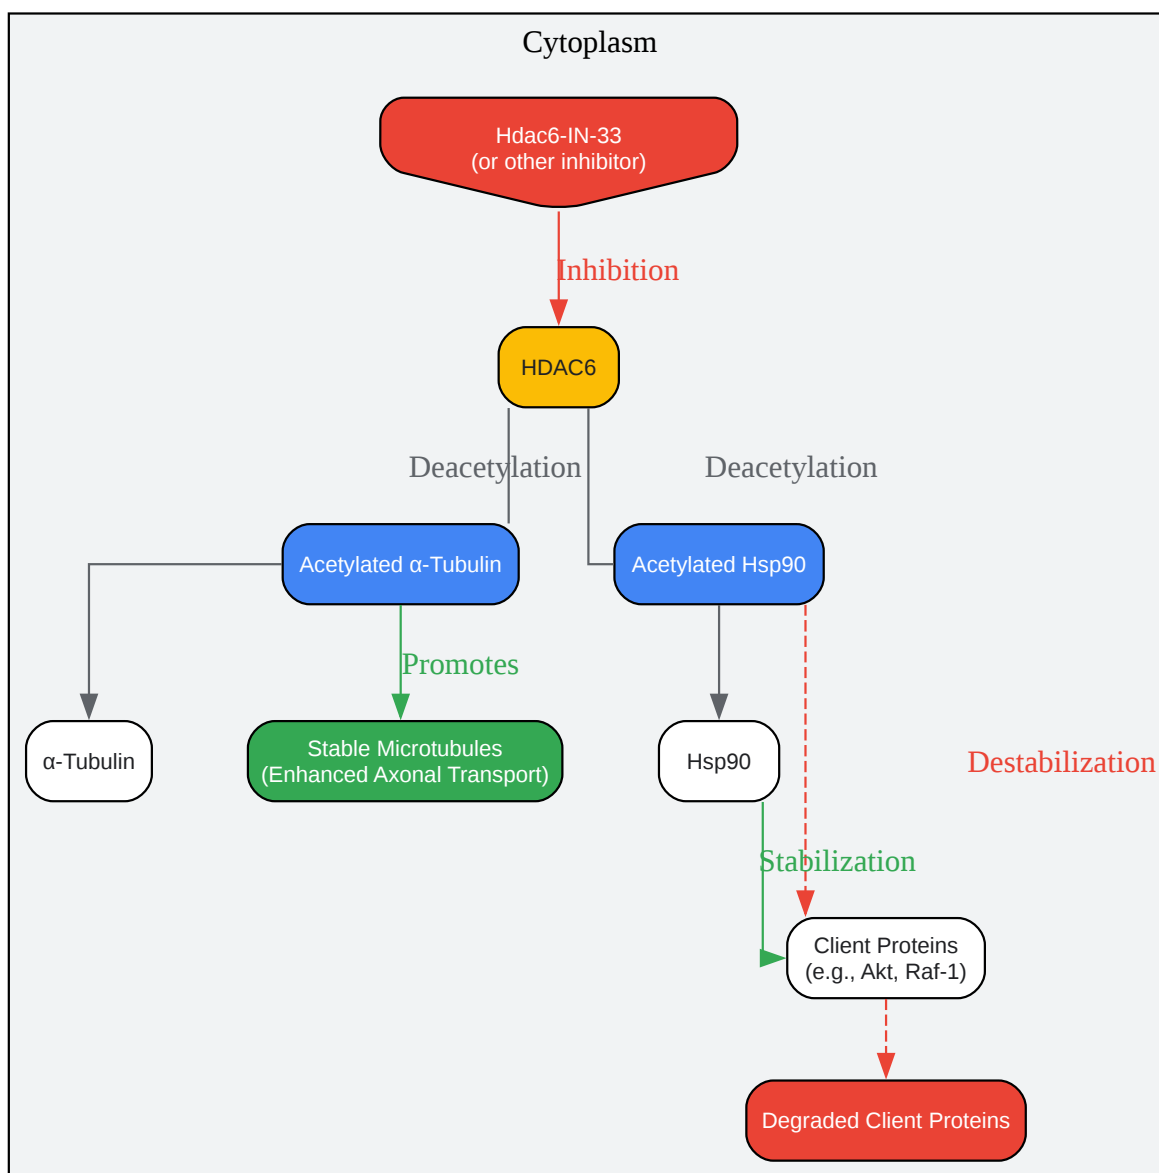 Cytoplasm
Hdac6-IN-33
(or other inhibitor)
Inhibition
HDAC6
Deacetylation
Deacetylation
Acetylated α-Tubulin
Acetylated Hsp90
Promotes
α-Tubulin
Stable Microtubules
(Enhanced Axonal Transport)
Hsp90
Destabilization
Stabilization
Client Proteins
(e.g., Akt, Raf-1)
Degraded Client Proteins